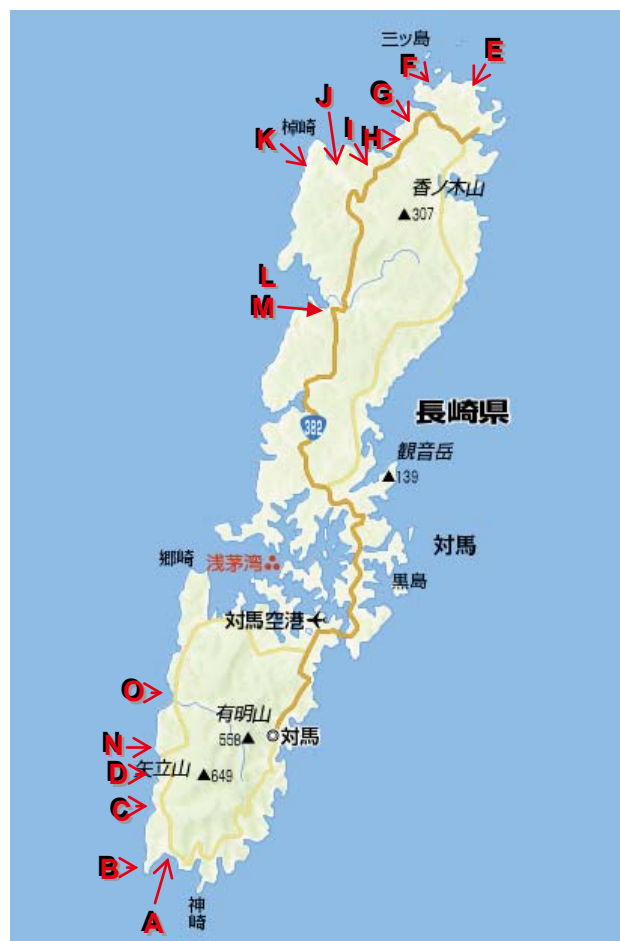 三ッ島
E
F
G
J
棹崎
I
H
K
香ノ木山
▲307
L
M
長崎県
382
観音岳
▲139
対馬
郷崎
浅茅湾
黒島
対馬空港
O
有明山
558▲
◎対馬
N
矢立山
D
▲649
C
B
神崎
A